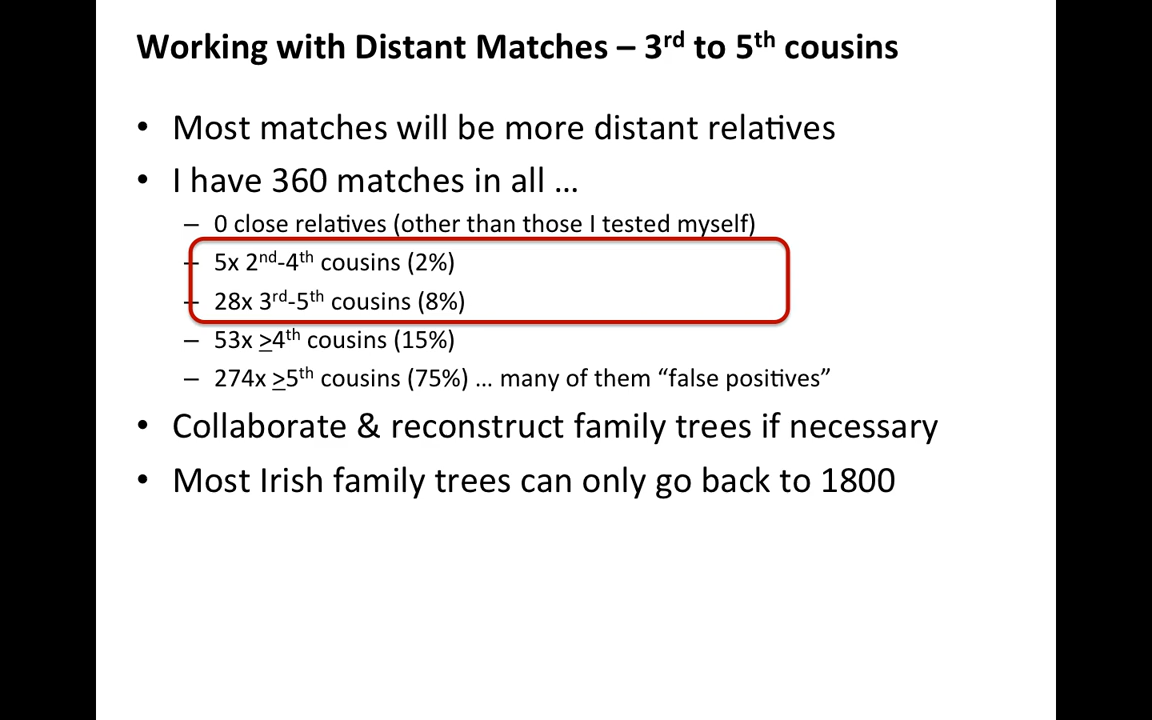 Working with Distant Matches – 3rd to 5th cousins
• Most matches will be more distant relatives
• I have 360 matches in all …
– 0 close relatives (other than those I tested myself)
– 5x 2nd-4th cousins (2%)
– 28x 3rd-5th cousins (8%)
– 53x >4th cousins (15%)
– 274x >5th cousins (75%) … many of them “false positives”
• Collaborate & reconstruct family trees if necessary
• Most Irish family trees can only go back to 1800